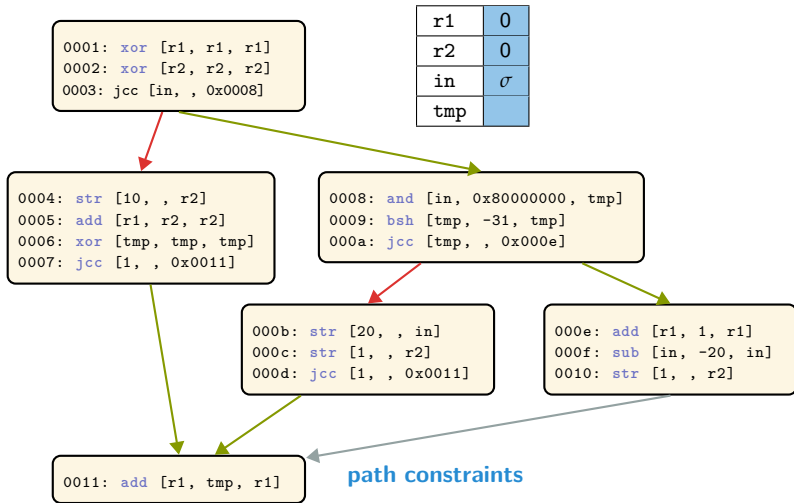 0001: xor [r1, r1, r1]
0002: xor [r2, r2, r2]
0003: jcc [in, , 0x0008]
r1 0
r2 0
in σ
tmp
0004: str [10, , r2]
0005: add [r1, r2, r2]
0006: xor [tmp, tmp, tmp]
0007: jcc [1, , 0x0011]
0008: and [in, 0x80000000, tmp]
0009: bsh [tmp, -31, tmp]
000a: jcc [tmp, , 0x000e]
000b: str [20, , in]
000c: str [1, , r2]
000d: jcc [1, , 0x0011]
000e: add [r1, 1, r1]
000f: sub [in, -20, in]
0010: str [1, , r2]
0011: add [r1, tmp, r1]
path constraints